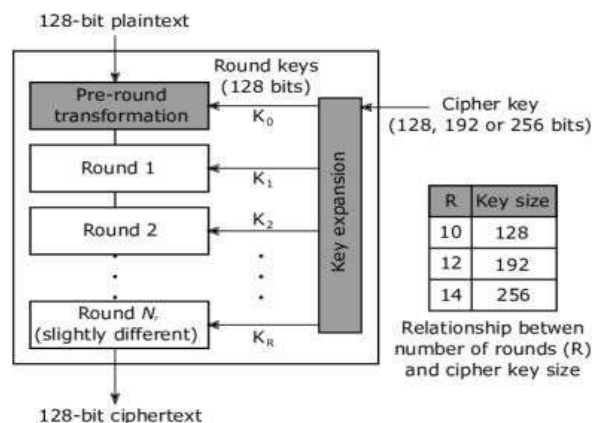 128-bit plaintext
Round keys
(128 bits)
Pre-round
transformation
K0
Cipher key
(128, 192 or 256 bits)
Key expansion
Round 1
K1
Round 2
K2
Round Nr
(slightly different)
KR
128-bit ciphertext
R Key size
10 128
12 192
14 256
Relationship betwen
number of rounds (R)
and cipher key size